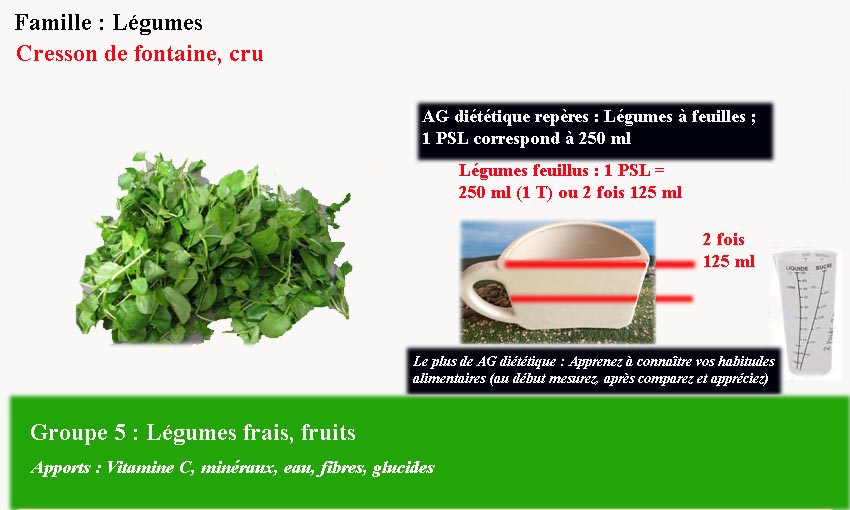 Famille : Légumes
Cresson de fontaine, cru
AG diététique repères : Légumes à feuilles ;
1 PSL correspond à 250 ml
Légumes feuillus : 1 PSL =
250 ml (1 T) ou 2 fois 125 ml
2 fois
125 ml
LIQUIDE SUCRE
Le plus de AG diététique : Apprenez à connaître vos habitudes
alimentaires (au début mesurez, après comparez et appréciez)
Groupe 5 : Légumes frais, fruits
Apports : Vitamine C, minéraux, eau, fibres, glucides